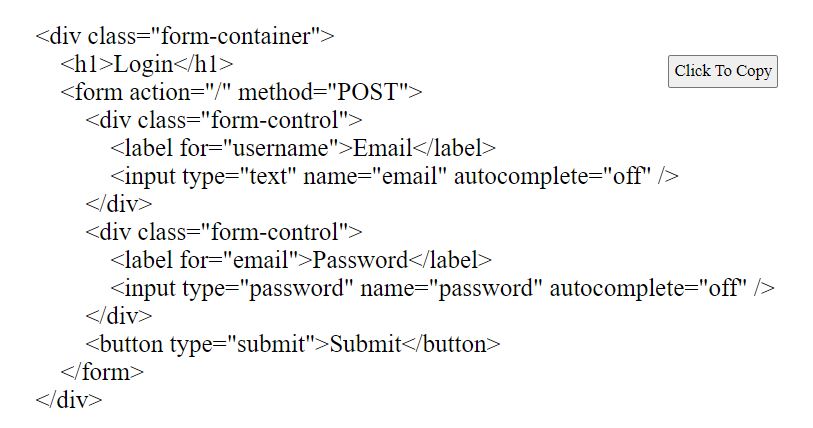 <div class="form-container">
<h1>Login</h1>
Click To Copy
<form action="/" method="POST">
<div class="form-control">
<label for="username">Email</label>
<input type="text" name="email" autocomplete="off" />
</div>
<div class="form-control">
<label for="email">Password</label>
<input type="password" name="password" autocomplete="off" />
</div>
<button type="submit">Submit</button>
</form>
</div>